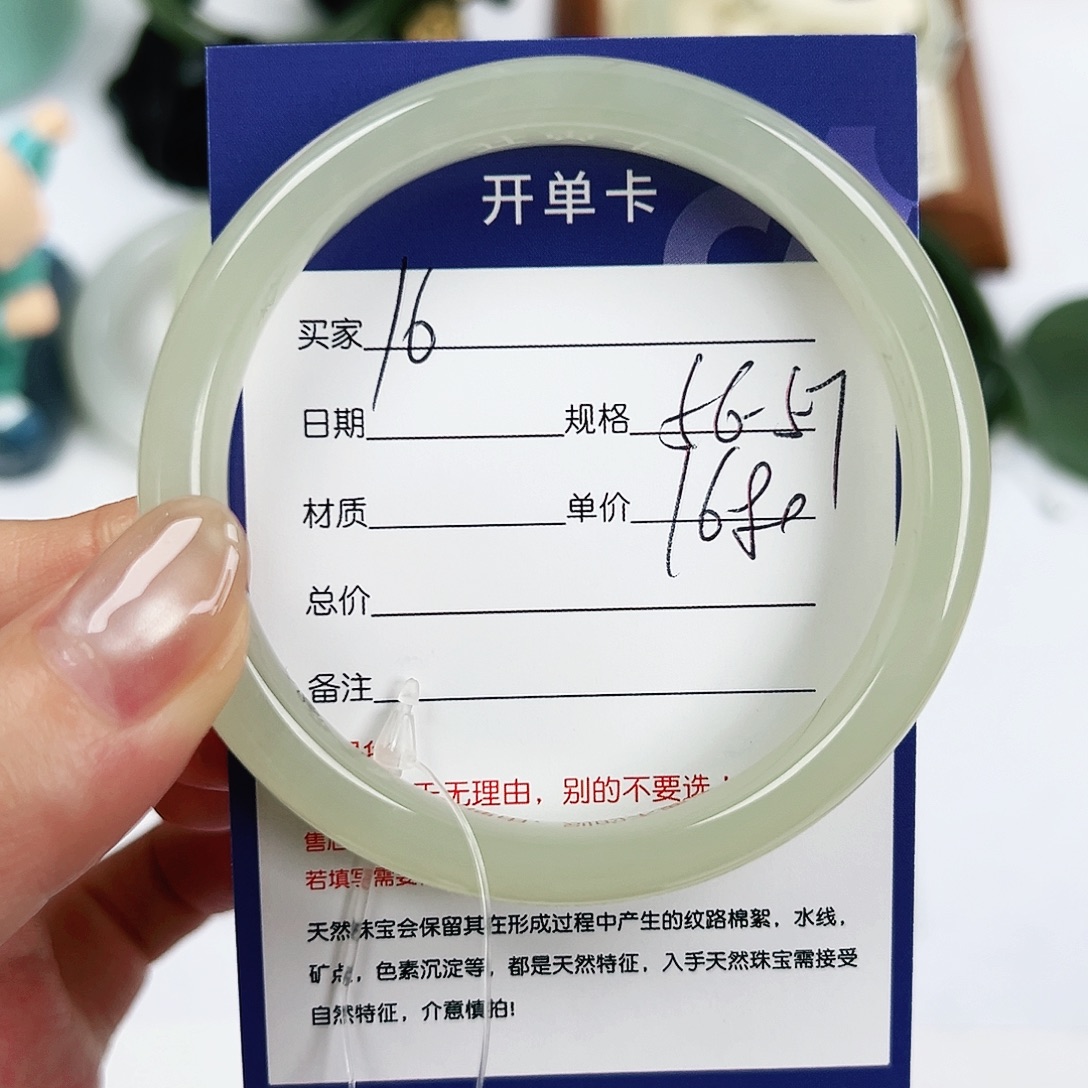 开单卡
买家 16
日期 规格 56-57
材质 单价 1680
总价
备注
无理由，别的不要选
售后
若填写需要
天然珠宝会保留其在形成过程中产生的纹路棉絮，水线，
矿点，色素沉淀等，都是天然特征，入手天然珠宝需接受
自然特征，介意慎拍！